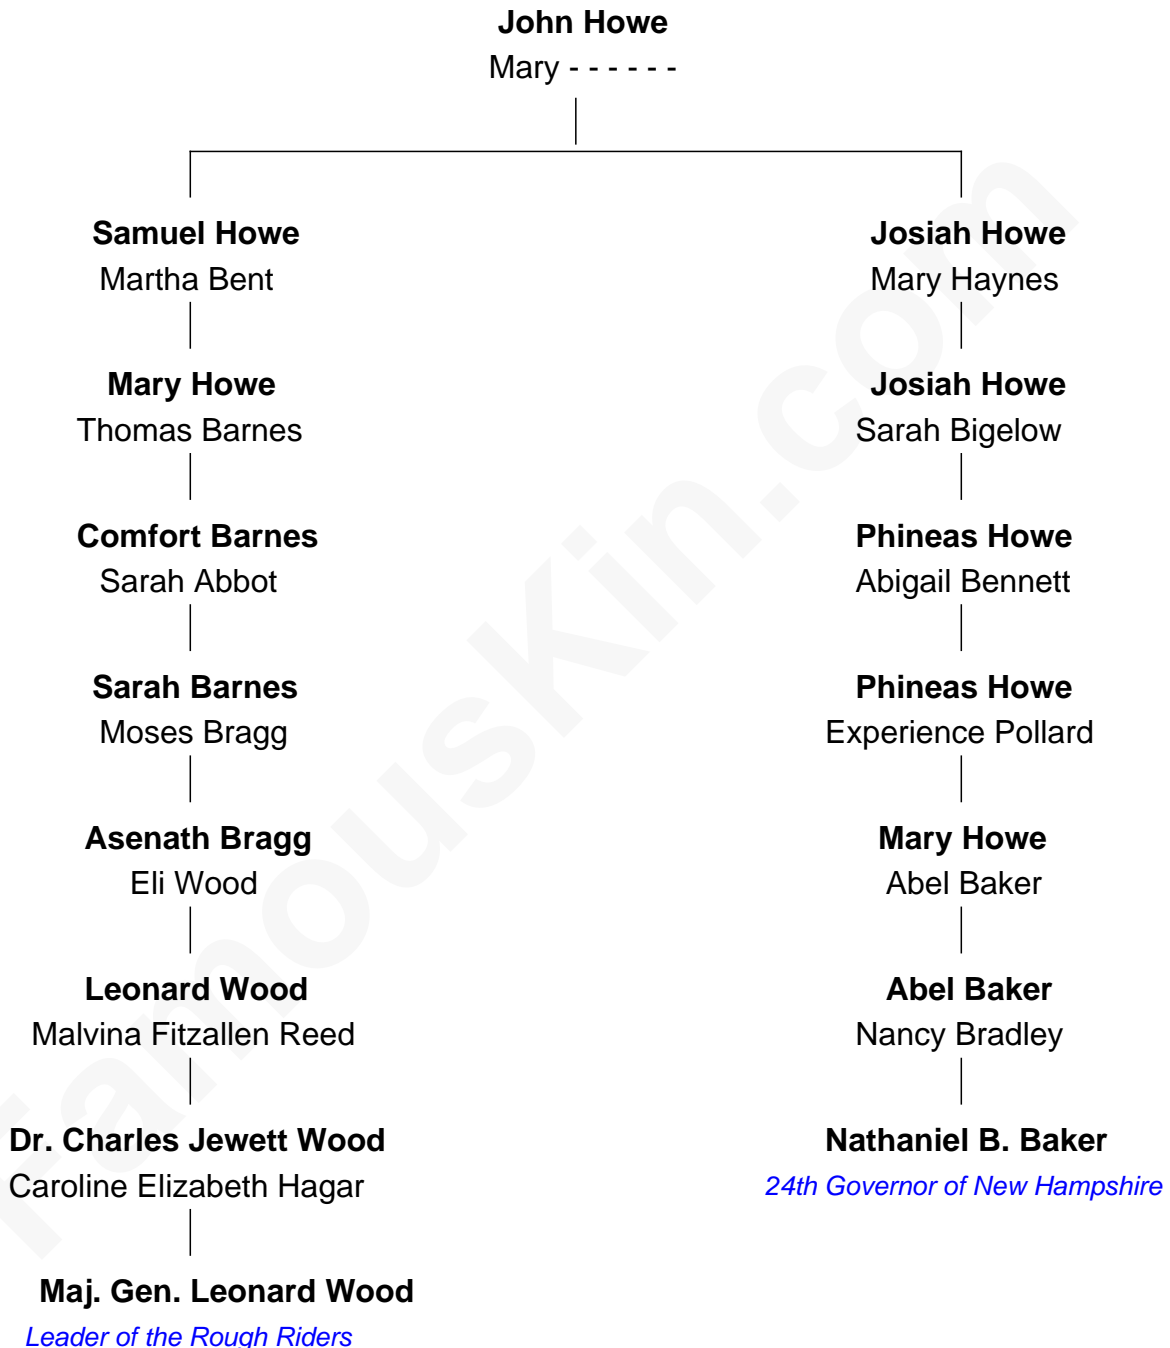 John Howe
Mary - - - - - -
Samuel Howe
Martha Bent
Josiah Howe
Mary Haynes
Mary Howe
Thomas Barnes
Josiah Howe
Sarah Bigelow
Comfort Barnes
Sarah Abbot
Phineas Howe
Abigail Bennett
Sarah Barnes
Moses Bragg
Phineas Howe
Experience Pollard
Asenath Bragg
Eli Wood
Mary Howe
Abel Baker
Leonard Wood
Malvina Fitzallen Reed
Abel Baker
Nancy Bradley
Dr. Charles Jewett Wood
Caroline Elizabeth Hagar
Nathaniel B. Baker
24th Governor of New Hampshire
Maj. Gen. Leonard Wood
Leader of the Rough Riders
FamousKin.com